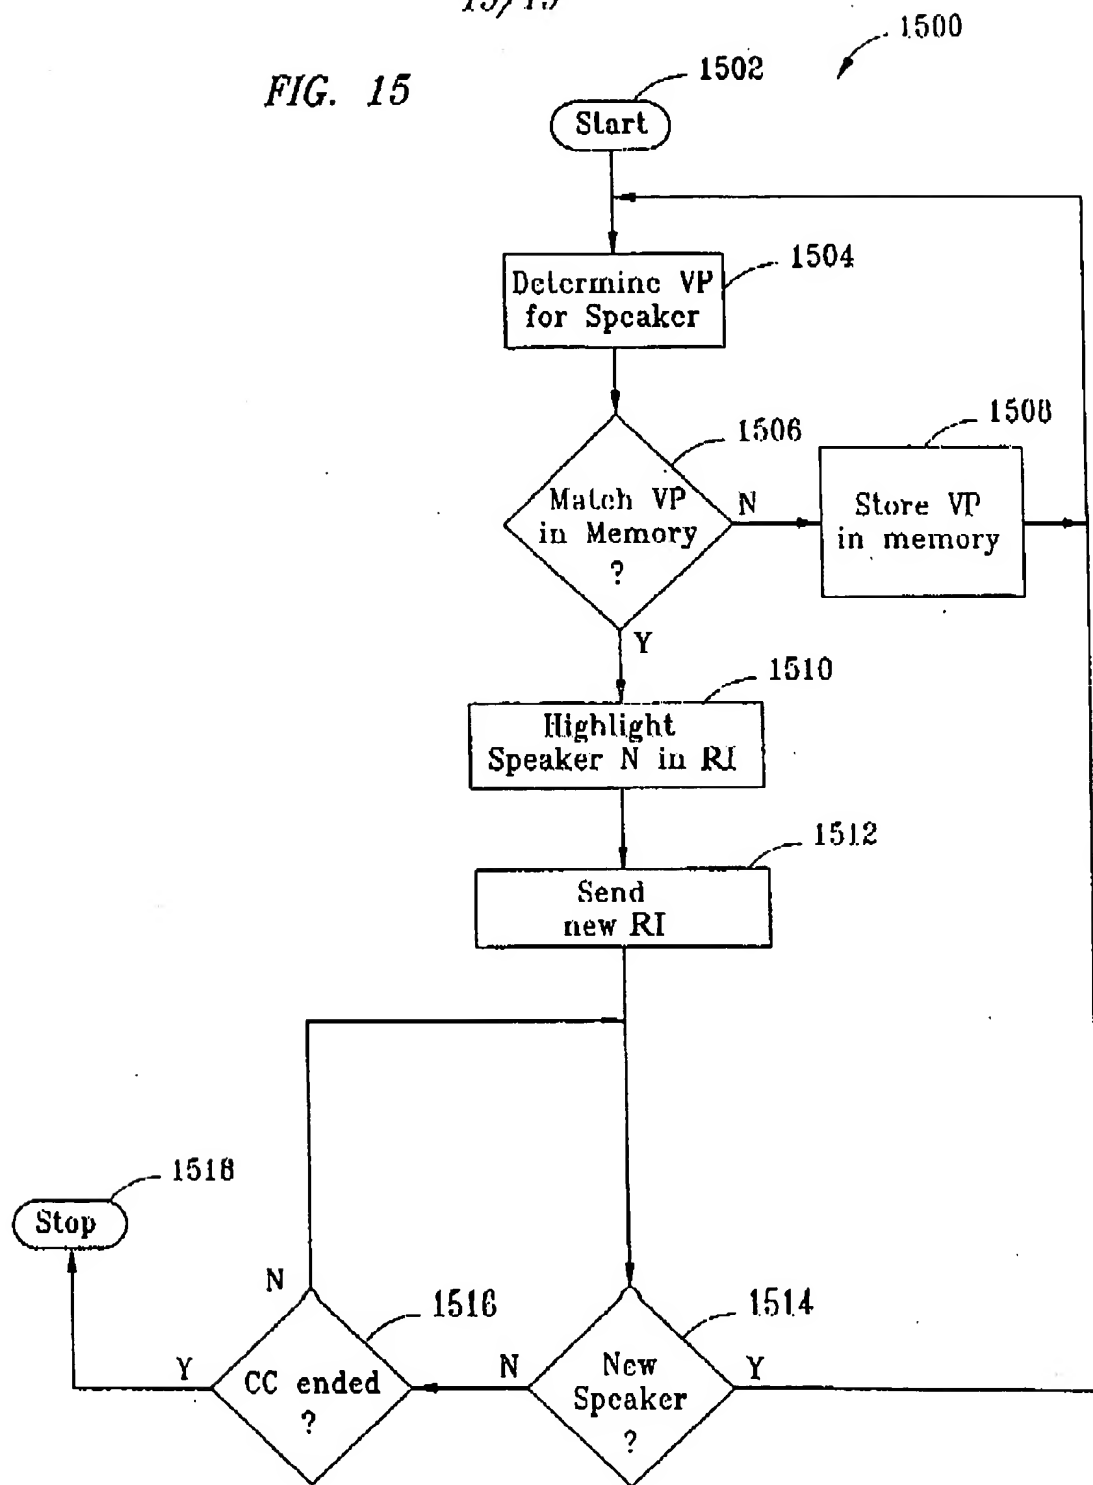 1500
FIG. 15
1502
Start
1504
Determine VP
for Speaker
1506
1508
Match VP
in Memory
?
N
Store VP
in memory
Y
1510
Highlight
Speaker N in RI
1512
Send
new RI
1518
Stop
N
1516
1514
Y
CC ended
?
N
New
Speaker
?
Y